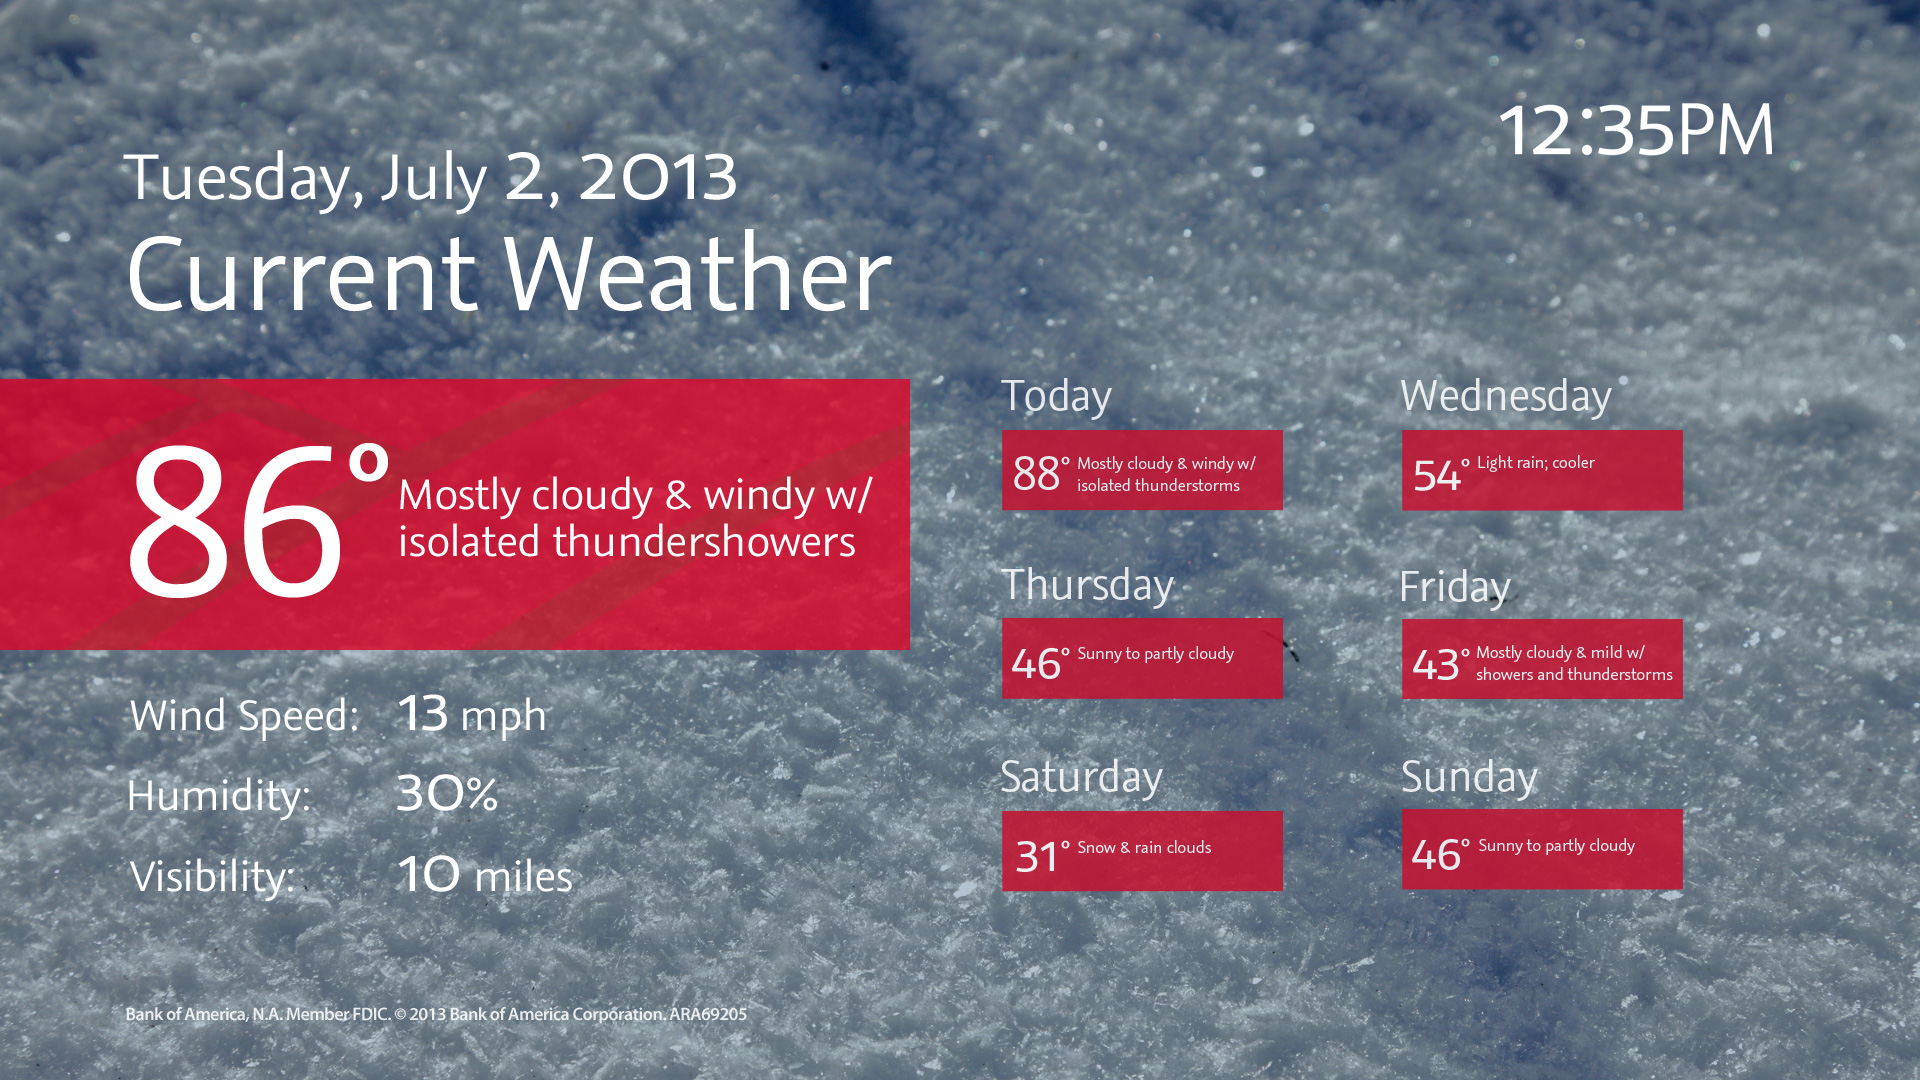 12:35PM
Tuesday, July 2, 2013
Current Weather
86° Mostly cloudy & windy w/
isolated thundershowers
Wind Speed: 13 mph
Humidity: 30%
Visibility: 10 miles
Today
88° Mostly cloudy & windy w/
isolated thunderstorms
Wednesday
54° Light rain; cooler
Thursday
46° Sunny to partly cloudy
Friday
43° Mostly cloudy & mild w/
showers and thunderstorms
Saturday
31° Snow & rain clouds
Sunday
46° Sunny to partly cloudy
Bank of America, N.A. Member FDIC. © 2013 Bank of America Corporation. ARA69205